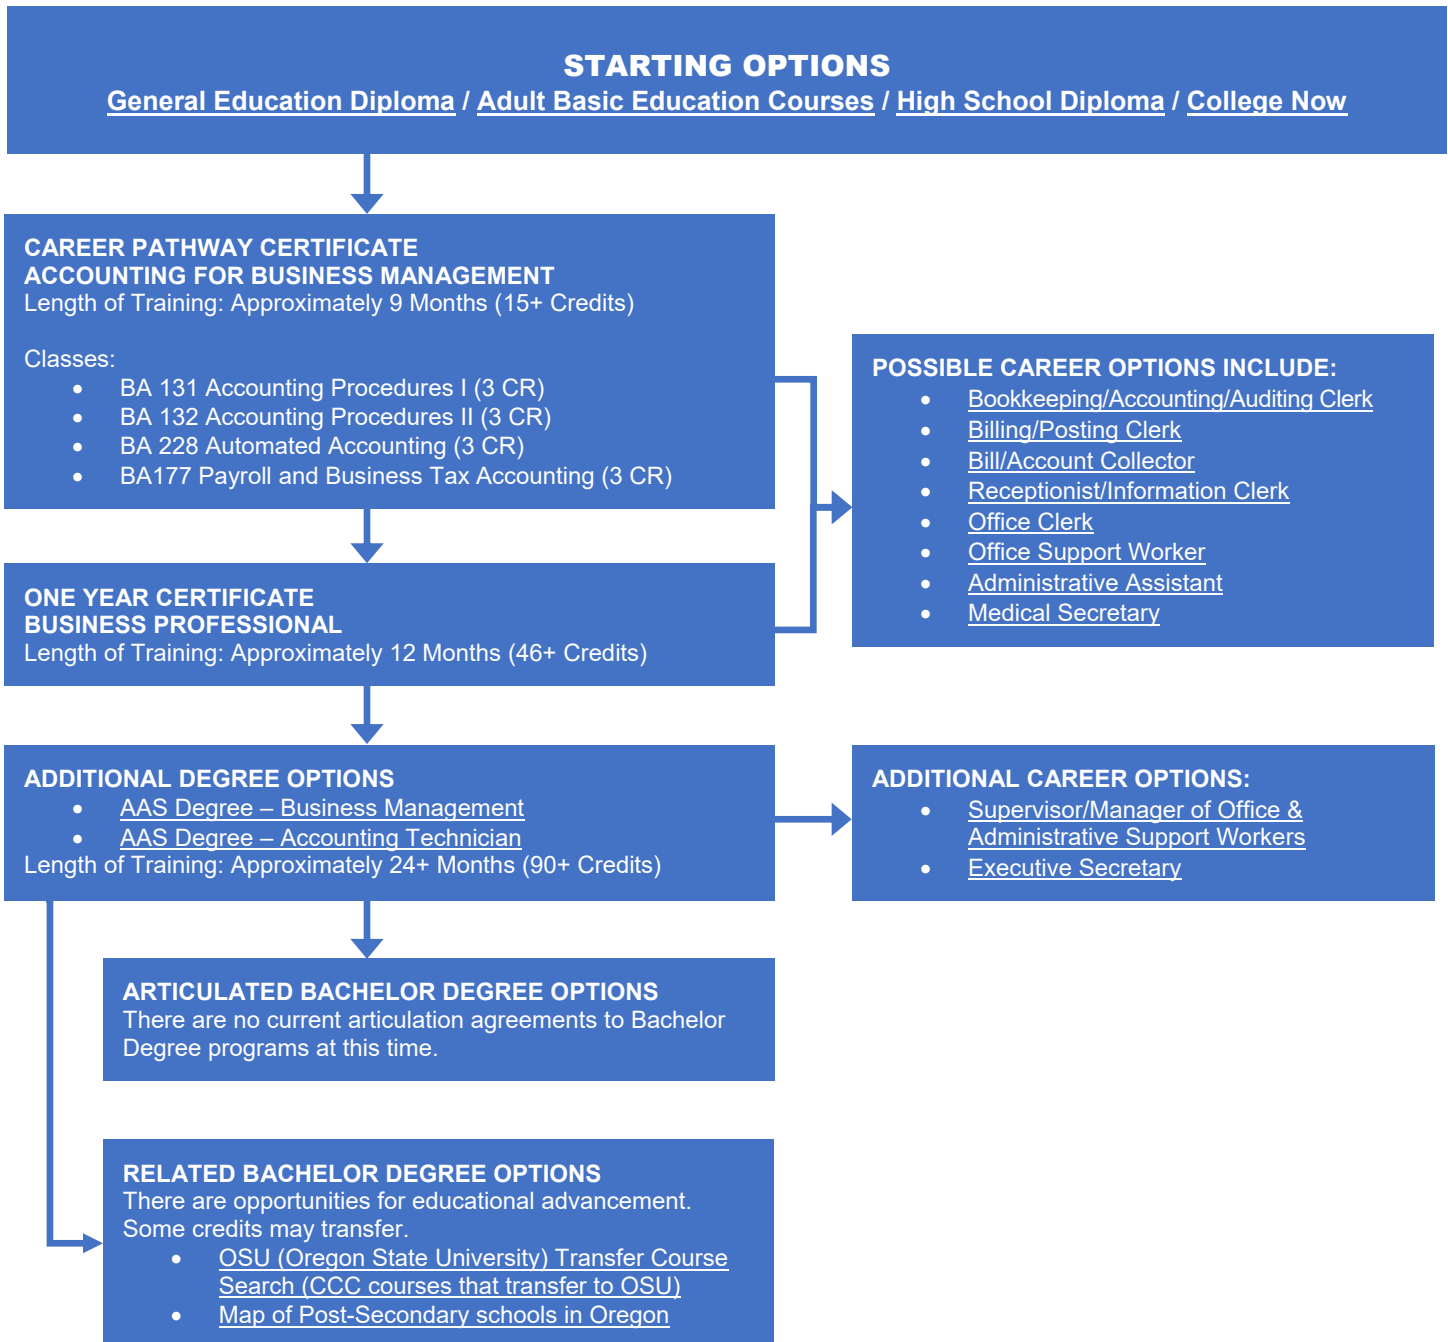 STARTING OPTIONS
General Education Diploma / Adult Basic Education Courses / High School Diploma / College Now
CAREER PATHWAY CERTIFICATE
ACCOUNTING FOR BUSINESS MANAGEMENT
Length of Training: Approximately 9 Months (15+ Credits)
Classes:
• BA 131 Accounting Procedures I (3 CR)
• BA 132 Accounting Procedures II (3 CR)
• BA 228 Automated Accounting (3 CR)
• BA177 Payroll and Business Tax Accounting (3 CR)
POSSIBLE CAREER OPTIONS INCLUDE:
• Bookkeeping/Accounting/Auditing Clerk
• Billing/Posting Clerk
• Bill/Account Collector
• Receptionist/Information Clerk
• Office Clerk
• Office Support Worker
• Administrative Assistant
• Medical Secretary
ONE YEAR CERTIFICATE
BUSINESS PROFESSIONAL
Length of Training: Approximately 12 Months (46+ Credits)
ADDITIONAL DEGREE OPTIONS
• AAS Degree – Business Management
• AAS Degree – Accounting Technician
Length of Training: Approximately 24+ Months (90+ Credits)
ADDITIONAL CAREER OPTIONS:
• Supervisor/Manager of Office &
Administrative Support Workers
• Executive Secretary
ARTICULATED BACHELOR DEGREE OPTIONS
There are no current articulation agreements to Bachelor
Degree programs at this time.
RELATED BACHELOR DEGREE OPTIONS
There are opportunities for educational advancement.
Some credits may transfer.
• OSU (Oregon State University) Transfer Course
Search (CCC courses that transfer to OSU)
• Map of Post-Secondary schools in Oregon